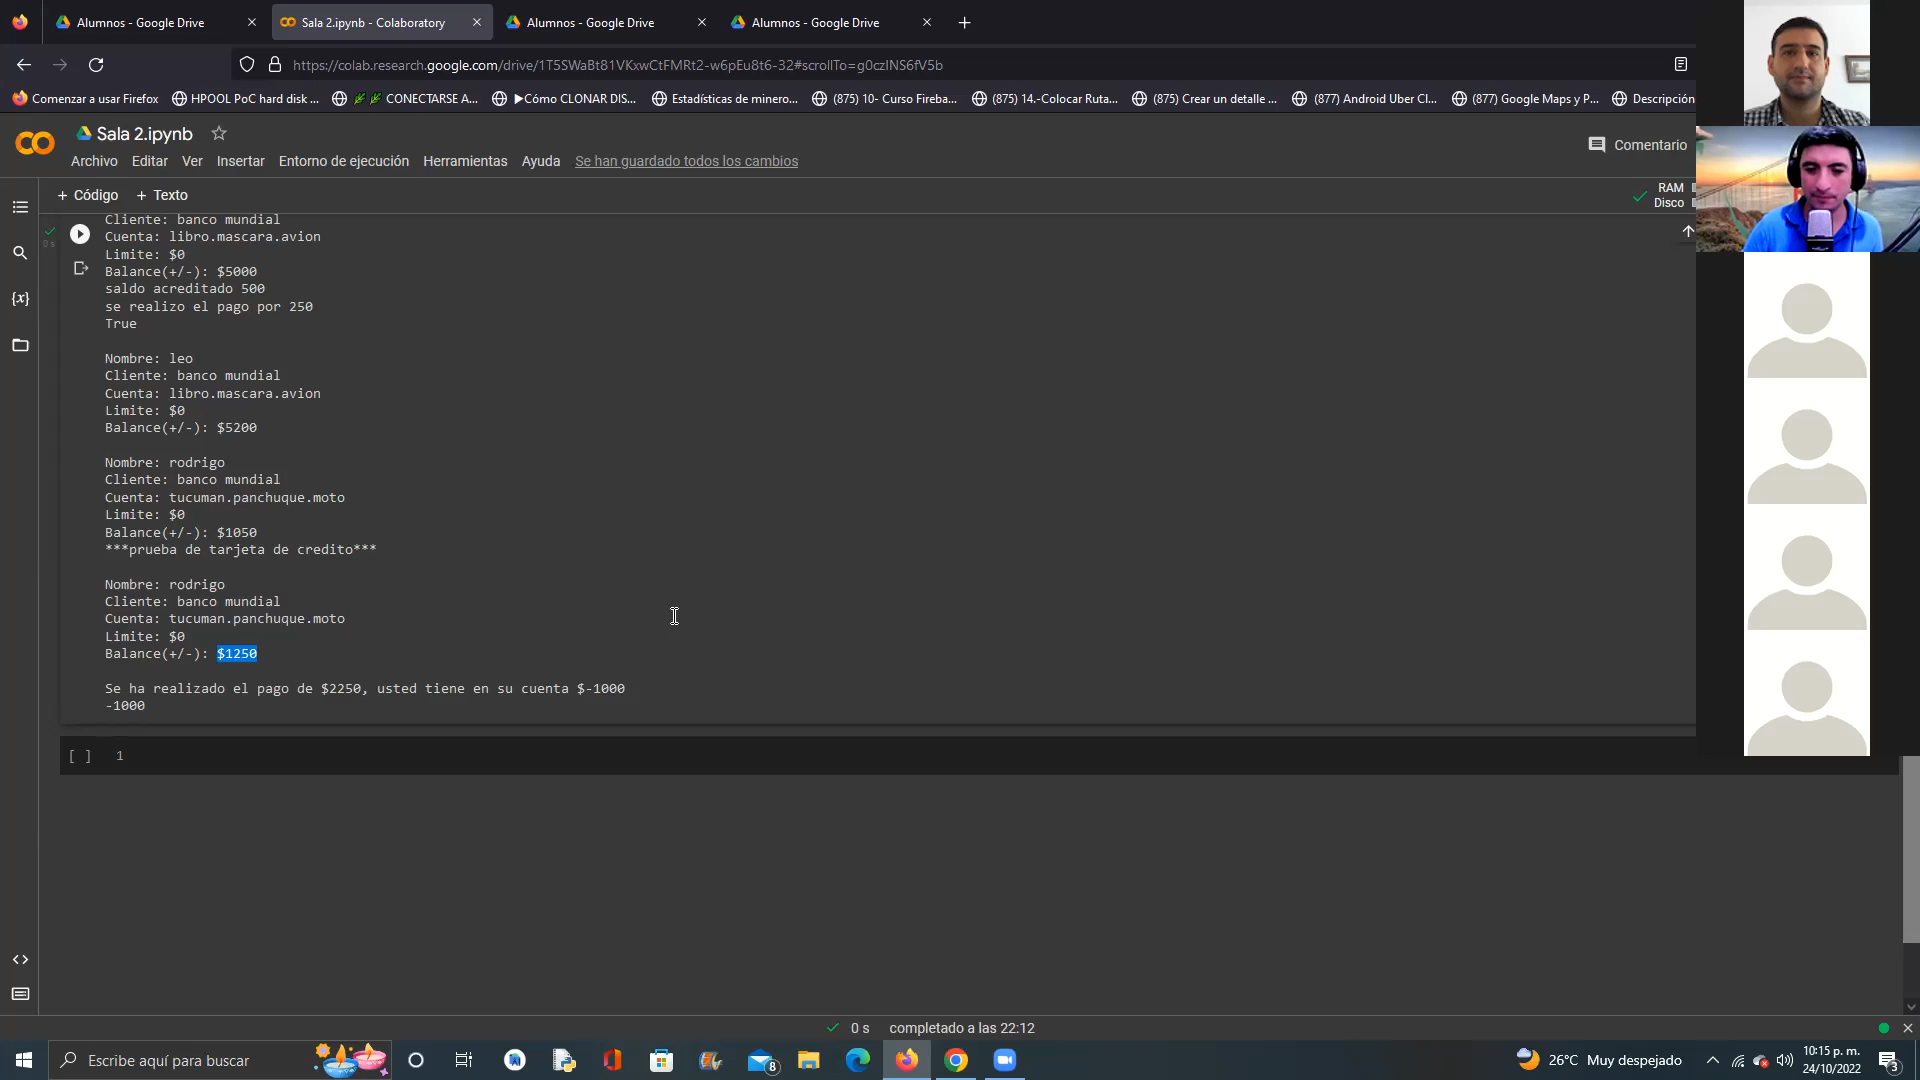 Alumnos - Google Drive
Sala 2.ipynb - Colaboratory
Alumnos - Google Drive
Alumnos - Google Drive
https://colab.research.google.com/drive/1T5SWaBt81VKxwCtFMRt2-w6pEu8t6-32#scrollTo=g0czINS6fV5b
Comenzar a usar Firefox
HPOOL PoC hard disk ...
CONECTARSE A...
▶Cómo CLONAR DIS...
Estadísticas de minero...
(875) 10- Curso Fireba...
(875) 14.-Colocar Ruta...
(875) Crear un detalle ...
(877) Android Uber Cl...
(877) Google Maps y P...
Descripción
Sala 2.ipynb
Archivo Editar Ver Insertar Entorno de ejecución Herramientas Ayuda Se han guardado todos los cambios
Comentario
+ Código + Texto
RAM
Disco
Cliente: banco mundial
Cuenta: libro.mascara.avion
Limite: $0
Balance(+/-): $5000
saldo acreditado 500
se realizo el pago por 250
True
Nombre: leo
Cliente: banco mundial
Cuenta: libro.mascara.avion
Limite: $0
Balance(+/-): $5200
Nombre: rodrigo
Cliente: banco mundial
Cuenta: tucuman.panchuque.moto
Limite: $0
Balance(+/-): $1050
***prueba de tarjeta de credito***
Nombre: rodrigo
Cliente: banco mundial
Cuenta: tucuman.panchuque.moto
Limite: $0
Balance(+/-): $1250
Se ha realizado el pago de $2250, usted tiene en su cuenta $-1000
-1000
[ ] 1
0 s completado a las 22:12
Escribe aquí para buscar
8
26°C Muy despejado
10:15 p. m.
24/10/2022
3